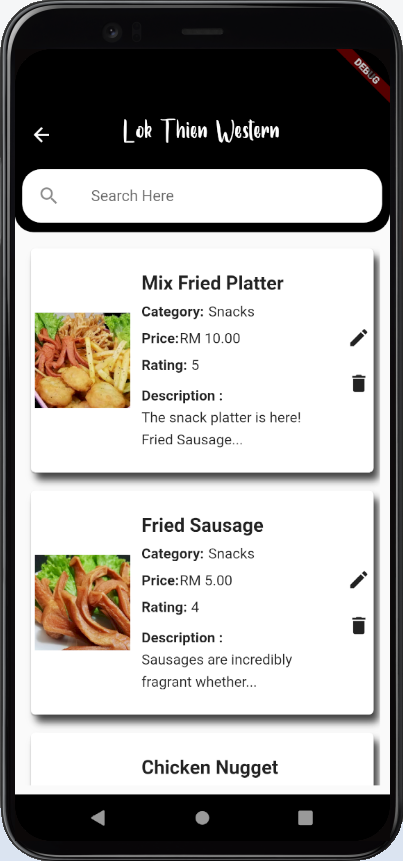 DEBUG
Lok Thien Western
Search Here
Mix Fried Platter
Category: Snacks
Price:RM 10.00
Rating: 5
Description :
The snack platter is here!
Fried Sausage...
Fried Sausage
Category: Snacks
Price:RM 5.00
Rating: 4
Description :
Sausages are incredibly
fragrant whether...
Chicken Nugget